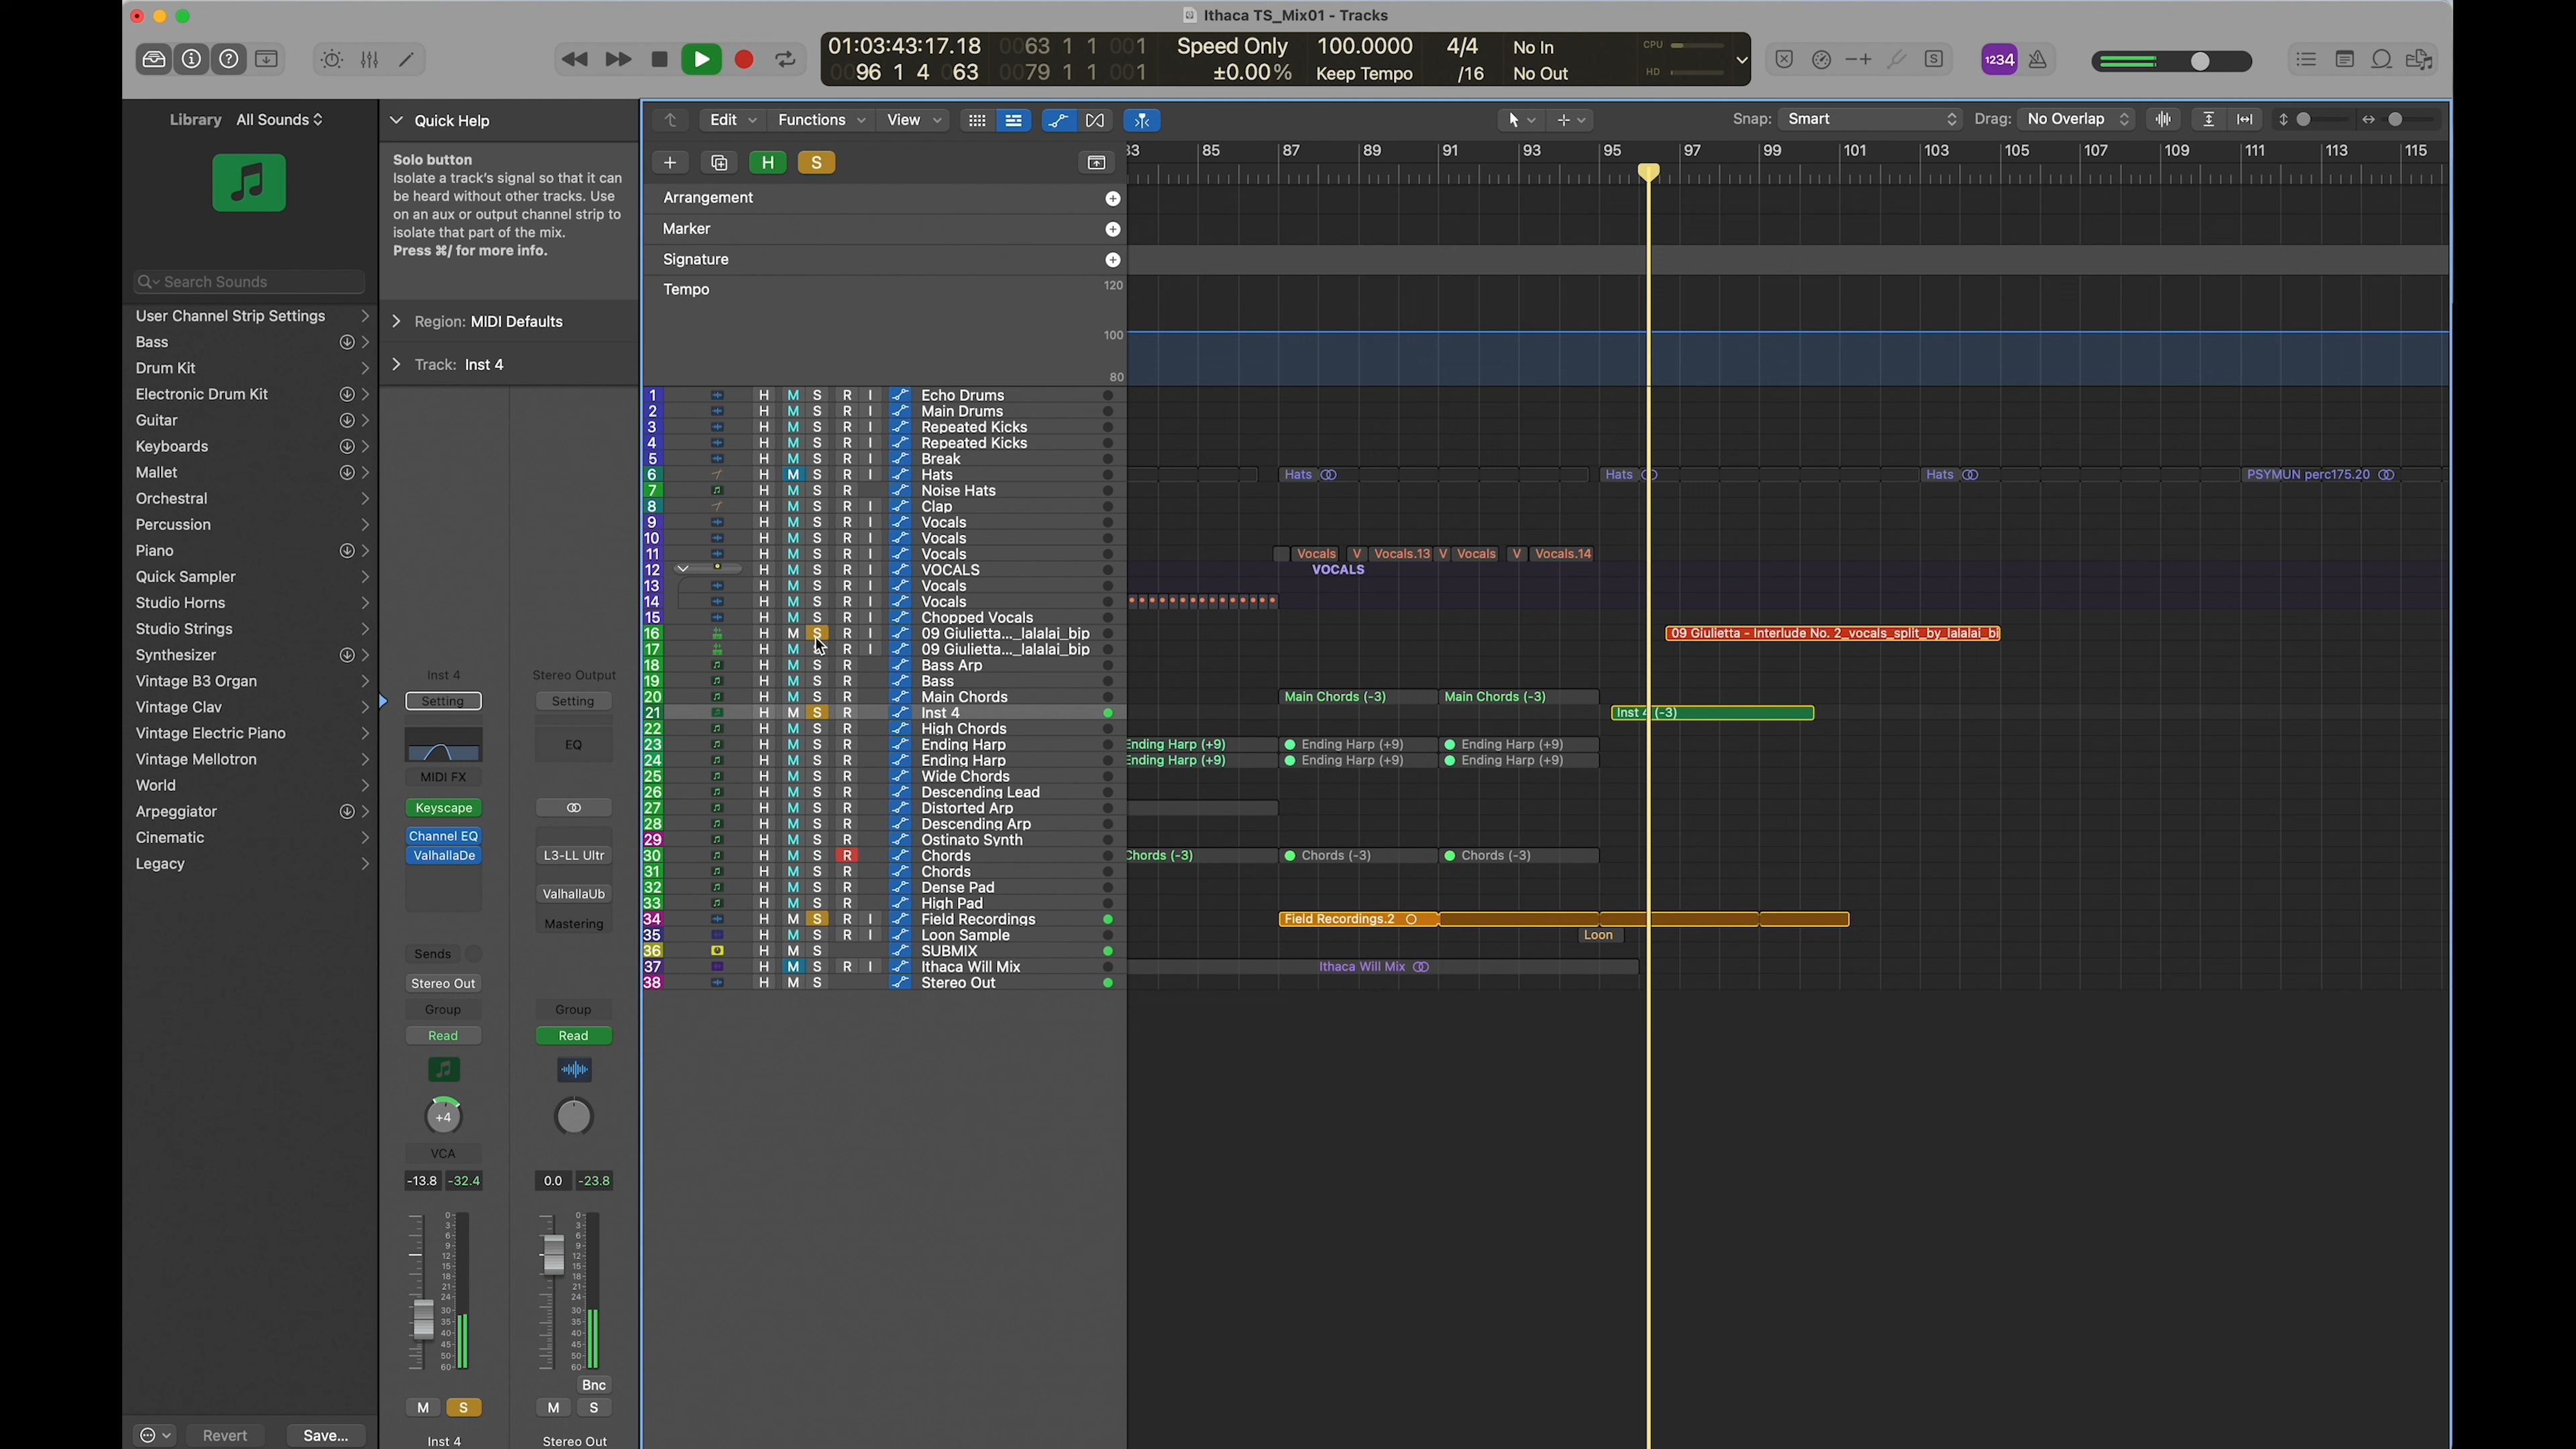 Ithaca TS_Mix01 - Tracks
01:03:43:17.18 0063 1 1 001 Speed Only 100.0000 4/4 No In CPU
0096 1 4 063 0079 1 1 001 ±0.00% Keep Tempo /16 No Out HD
1234
Library All Sounds
Quick Help
Edit Functions View Snap: Smart Drag: No Overlap
Solo button
Isolate a track's signal so that it can
be heard without other tracks. Use
on an aux or output channel strip to
isolate that part of the mix.
Press ⌘/ for more info.
Region: MIDI Defaults
Track: Inst 4
Search Sounds
User Channel Strip Settings
Bass
Drum Kit
Electronic Drum Kit
Guitar
Keyboards
Mallet
Orchestral
Percussion
Piano
Quick Sampler
Studio Horns
Studio Strings
Synthesizer
Vintage B3 Organ
Vintage Clav
Vintage Electric Piano
Vintage Mellotron
World
Arpeggiator
Cinematic
Legacy
Revert Save...
Inst 4 Stereo Output
Setting Setting
EQ
MIDI FX
Keyscape
Channel EQ
ValhallaDe L3-LL Ultr
ValhallaUb
Mastering
Sends
Stereo Out
Group Group
Read Read
+4
VCA
-13.8 -32.4 0.0 -23.8
Bnc
M S M S
Inst 4 Stereo Out
H S
83 85 87 89 91 93 95 97 99 101 103 105 107 109 111 113 115
Arrangement
Marker
Signature
Tempo 120
100
80
1 H M S R I Echo Drums
2 H M S R I Main Drums
3 H M S R I Repeated Kicks
4 H M S R I Repeated Kicks
5 H M S R I Break
6 H M S R I Hats Hats Hats Hats PSYMUN perc175.20
7 H M S R Noise Hats
8 H M S R I Clap
9 H M S R I Vocals
10 H M S R I Vocals
11 H M S R I Vocals Vocals V Vocals.13 V Vocals V Vocals.14
12 H M S R I VOCALS VOCALS
13 H M S R I Vocals
14 H M S R I Vocals
15 H M S R I Chopped Vocals
16 H M S R I 09 Giulietta..._lalalai_bip 09 Giulietta - Interlude No. 2_vocals_split_by_lalalai_bi
17 H M S R I 09 Giulietta..._lalalai_bip
18 H M S R Bass Arp
19 H M S R Bass
20 H M S R Main Chords Main Chords (-3) Main Chords (-3)
21 H M S R Inst 4 Inst 4 (-3)
22 H M S R High Chords
23 H M S R Ending Harp Ending Harp (+9) Ending Harp (+9) Ending Harp (+9)
24 H M S R Ending Harp Ending Harp (+9) Ending Harp (+9) Ending Harp (+9)
25 H M S R Wide Chords
26 H M S R Descending Lead
27 H M S R Distorted Arp
28 H M S R Descending Arp
29 H M S R Ostinato Synth
30 H M S R Chords Chords (-3) Chords (-3) Chords (-3)
31 H M S R Chords
32 H M S R Dense Pad
33 H M S R High Pad
34 H M S R I Field Recordings Field Recordings.2
35 H M S R I Loon Sample Loon
36 H M S SUBMIX
37 H M S R I Ithaca Will Mix Ithaca Will Mix
38 H M S Stereo Out